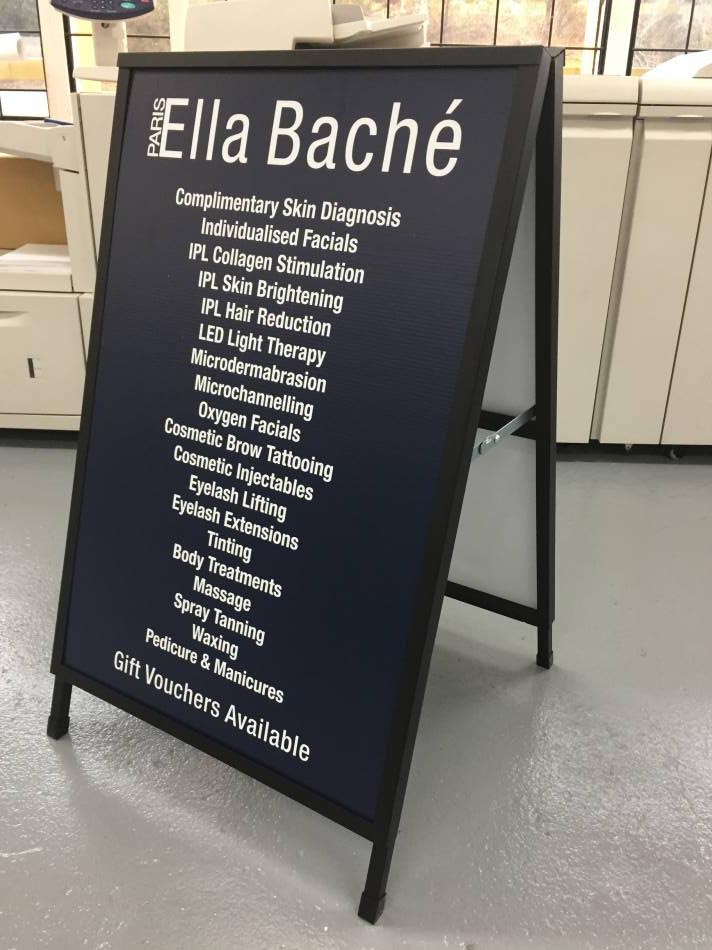 PARIS
Ella Baché
Complimentary Skin Diagnosis
Individualised Facials
IPL Collagen Stimulation
IPL Skin Brightening
IPL Hair Reduction
LED Light Therapy
Microdermabrasion
Microchannelling
Oxygen Facials
Cosmetic Brow Tattooing
Cosmetic Injectables
Eyelash Lifting
Eyelash Extensions
Tinting
Body Treatments
Massage
Spray Tanning
Waxing
Pedicure & Manicures
Gift Vouchers Available